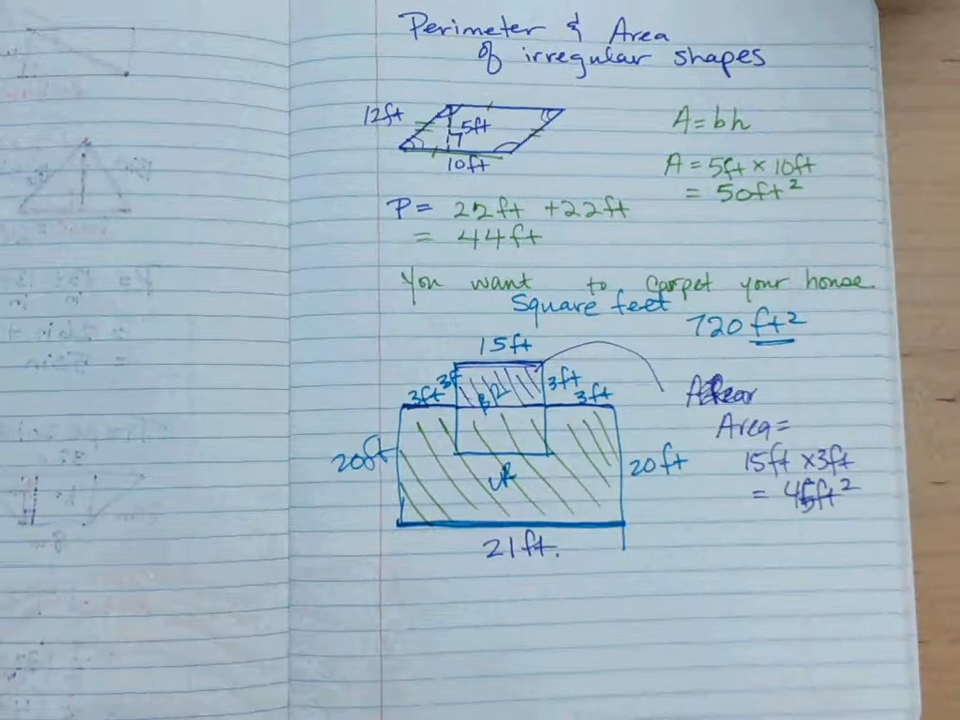 Perimeter & Area
of irregular shapes
12ft
5ft
10ft
A = bh
A = 5ft × 10ft
= 50ft²
P = 22ft + 22ft
= 44ft
You want to carpet your house
Square feet
720 ft²
15ft
3ft 3f 3ft 3ft
20ft
20ft
21ft.
Area =
15ft × 3ft
= 45ft²